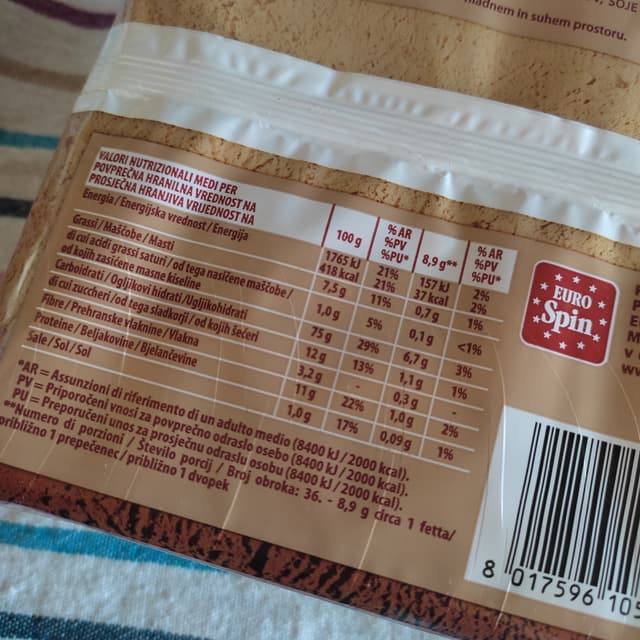 SOJE
hladnem in suhem prostoru.
VALORI NUTRIZIONALI MEDI PER
POVPREČNA HRANILNA VREDNOST NA
PROSJEČNA HRANJIVA VRIJEDNOST NA
100 g
% AR
%PV
%PU*
8,9 g**
% AR
%PV
%PU*
Energia / Energijska vrednost / Energija
1765 kJ
418 kcal
21%
21%
157 kJ
37 kcal
2%
2%
Grassi / Maščobe / Masti
7,5 g
11%
0,7 g
1%
di cui acidi grassi saturi / od tega nasičene maščobe /
od kojih zasićene masne kiseline
1,0 g
5%
0,1 g
<1%
Carboidrati / Ogljikovi hidrati / Ugljikohidrati
75 g
29%
6,7 g
3%
di cui zuccheri / od tega sladkorji / od kojih šećeri
12 g
13%
1,1 g
1%
Fibre / Prehranske vlaknine / Vlakna
3,2 g
-
0,3 g
-
Proteine / Beljakovine / Bjelančevine
11 g
22%
1,0 g
2%
Sale / Sol / Sol
1,0 g
17%
0,09 g
1%
*AR = Assunzioni di riferimento di un adulto medio (8400 kJ / 2000 kcal).
PV = Priporočeni vnosi za povprečno odraslo osebo (8400 kJ / 2000 kcal).
PU = Preporučeni unos za prosječnu odraslu osobu (8400 kJ / 2000 kcal).
**Numero di porzioni / Število porcij / Broj obroka: 36. - 8,9 g circa 1 fetta/
približno 1 prepečenec / približno 1 dvopek
EURO
Spin
8 017596 10